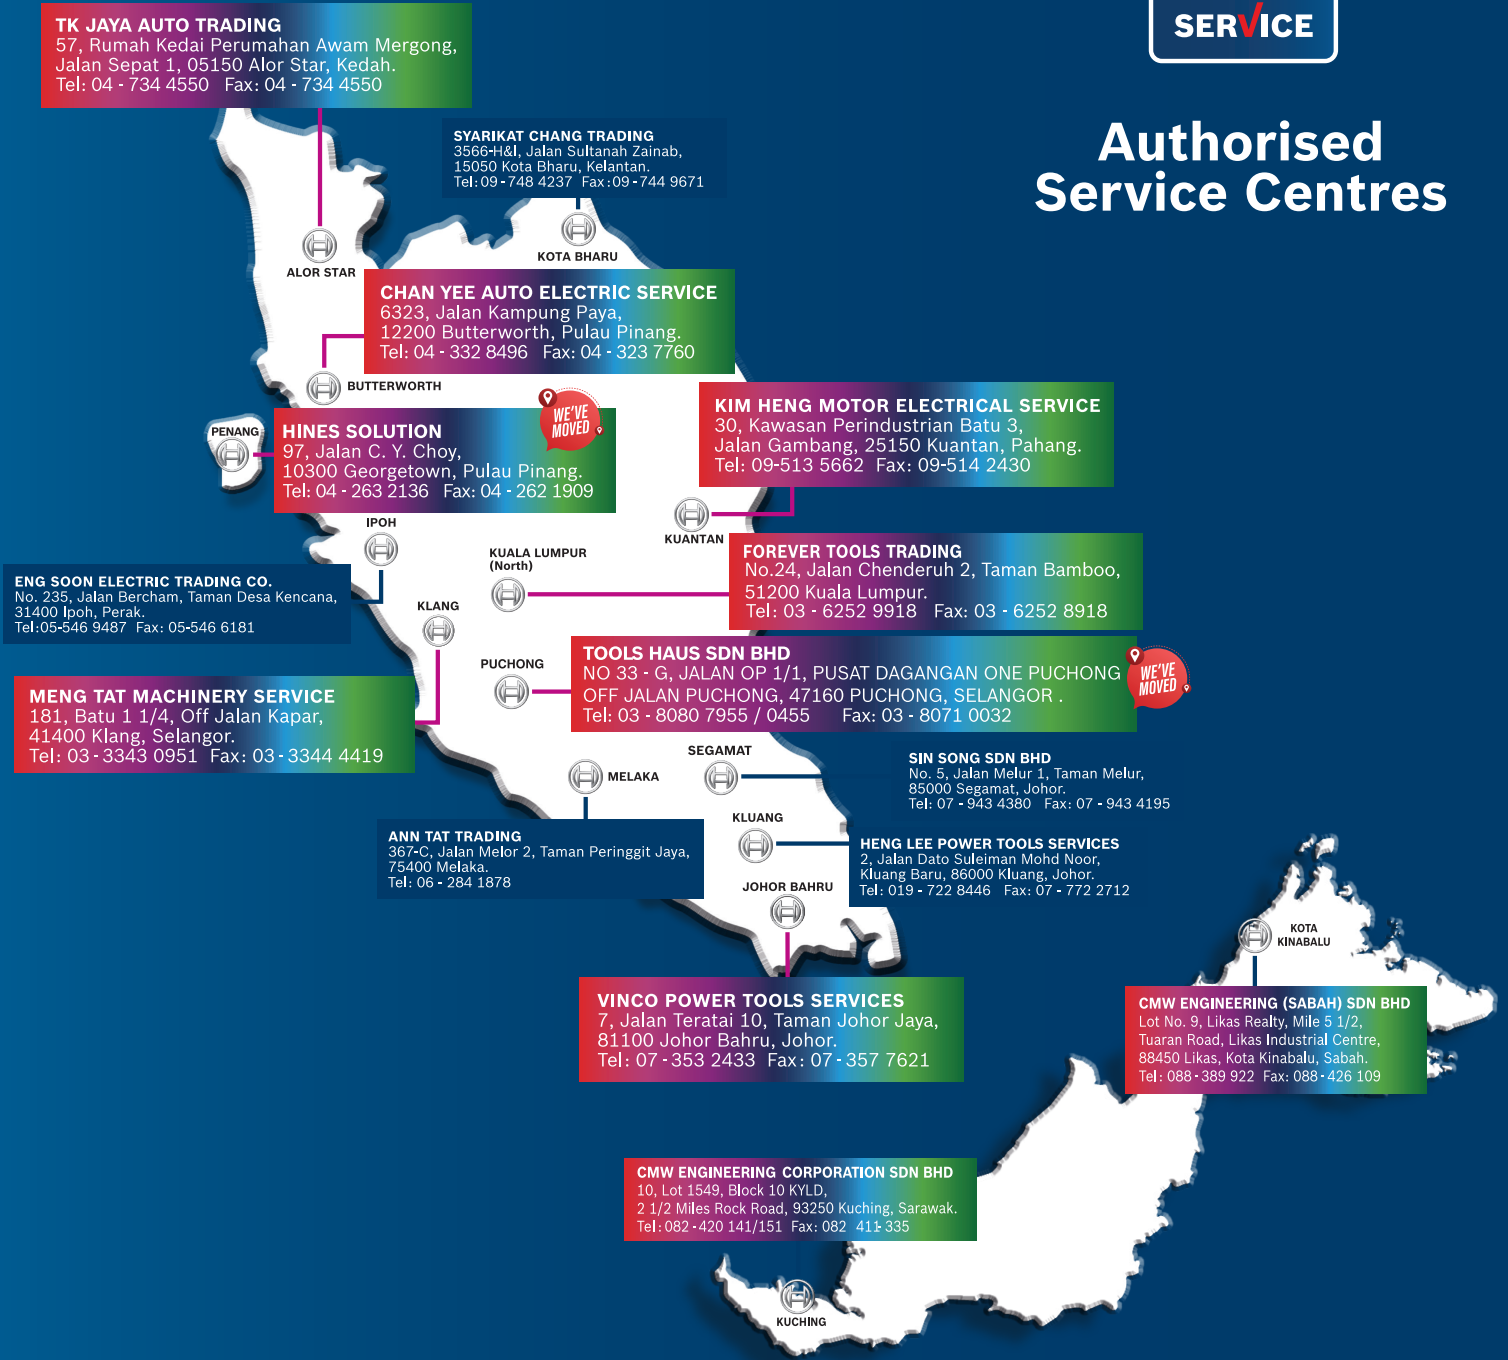 SERVICE
Authorised
Service Centres
TK JAYA AUTO TRADING
57, Rumah Kedai Perumahan Awam Mergong,
Jalan Sepat 1, 05150 Alor Star, Kedah.
Tel: 04 - 734 4550   Fax: 04 - 734 4550
ALOR STAR
SYARIKAT CHANG TRADING
3566-H&I, Jalan Sultanah Zainab,
15050 Kota Bharu, Kelantan.
Tel: 09 - 748 4237   Fax: 09 - 744 9671
KOTA BHARU
CHAN YEE AUTO ELECTRIC SERVICE
6323, Jalan Kampung Paya,
12200 Butterworth, Pulau Pinang.
Tel: 04 - 332 8496   Fax: 04 - 323 7760
BUTTERWORTH
PENANG
HINES SOLUTION
97, Jalan C. Y. Choy,
10300 Georgetown, Pulau Pinang.
Tel: 04 - 263 2136   Fax: 04 - 262 1909
WE'VE
MOVED
KIM HENG MOTOR ELECTRICAL SERVICE
30, Kawasan Perindustrian Batu 3,
Jalan Gambang, 25150 Kuantan, Pahang.
Tel: 09-513 5662   Fax: 09-514 2430
KUANTAN
IPOH
ENG SOON ELECTRIC TRADING CO.
No. 235, Jalan Bercham, Taman Desa Kencana,
31400 Ipoh, Perak.
Tel:05-546 9487   Fax: 05-546 6181
KUALA LUMPUR
(North)
FOREVER TOOLS TRADING
No.24, Jalan Chenderuh 2, Taman Bamboo,
51200 Kuala Lumpur.
Tel: 03 - 6252 9918   Fax: 03 - 6252 8918
KLANG
MENG TAT MACHINERY SERVICE
181, Batu 1 1/4, Off Jalan Kapar,
41400 Klang, Selangor.
Tel: 03 - 3343 0951   Fax: 03 - 3344 4419
PUCHONG
TOOLS HAUS SDN BHD
NO 33 - G, JALAN OP 1/1, PUSAT DAGANGAN ONE PUCHONG
OFF JALAN PUCHONG, 47160 PUCHONG, SELANGOR .
Tel: 03 - 8080 7955 / 0455   Fax: 03 - 8071 0032
WE'VE
MOVED
SEGAMAT
SIN SONG SDN BHD
No. 5, Jalan Melur 1, Taman Melur,
85000 Segamat, Johor.
Tel: 07 - 943 4380   Fax: 07 - 943 4195
MELAKA
ANN TAT TRADING
367-C, Jalan Melor 2, Taman Peringgit Jaya,
75400 Melaka.
Tel: 06 - 284 1878
KLUANG
HENG LEE POWER TOOLS SERVICES
2, Jalan Dato Suleiman Mohd Noor,
Kluang Baru, 86000 Kluang, Johor.
Tel: 019 - 722 8446   Fax: 07 - 772 2712
JOHOR BAHRU
VINCO POWER TOOLS SERVICES
7, Jalan Teratai 10, Taman Johor Jaya,
81100 Johor Bahru, Johor.
Tel: 07 - 353 2433   Fax: 07 - 357 7621
KOTA
KINABALU
CMW ENGINEERING (SABAH) SDN BHD
Lot No. 9, Likas Realty, Mile 5 1/2,
Tuaran Road, Likas Industrial Centre,
88450 Likas, Kota Kinabalu, Sabah.
Tel: 088 - 389 922   Fax: 088 - 426 109
CMW ENGINEERING CORPORATION SDN BHD
10, Lot 1549, Block 10 KYLD,
2 1/2 Miles Rock Road, 93250 Kuching, Sarawak.
Tel: 082 - 420 141/151   Fax: 082   411- 335
KUCHING